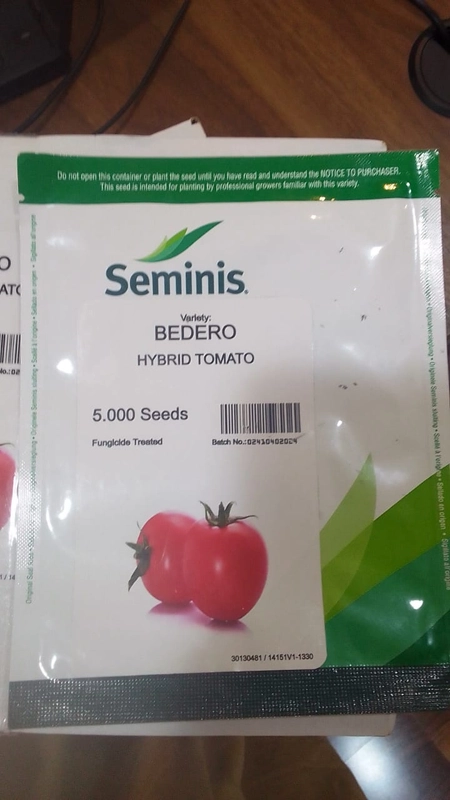 Do not open this container or plant the seed until you have read and understand the NOTICE TO PURCHASER.
This seed is intended for planting by professional growers familiar with this variety.
Seminis
Variety:
BEDERO
HYBRID TOMATO
5.000 Seeds
Fungicide Treated
Batch No.:02410402024
30130481 / 14151V1-1330